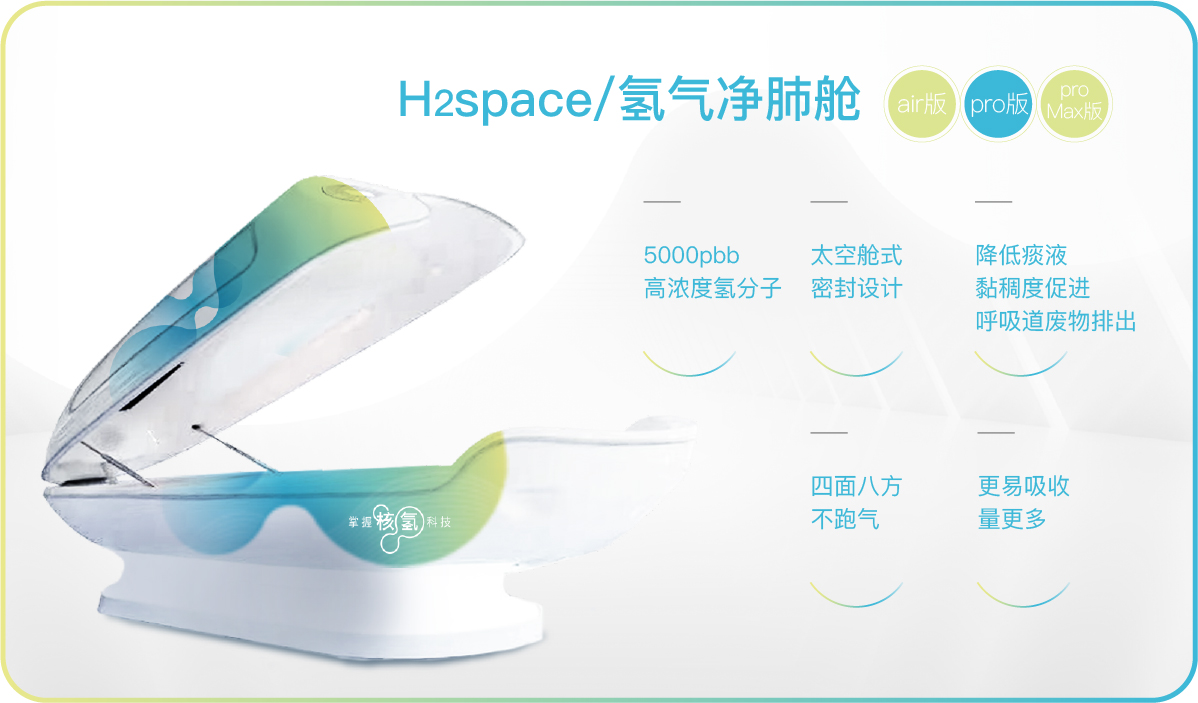 H2space/氢气净肺舱
air版
pro版
pro
Max版
5000pbb
高浓度氢分子
太空舱式
密封设计
降低痰液
黏稠度促进
呼吸道废物排出
四面八方
不跑气
更易吸收
量更多
掌握核氢科技